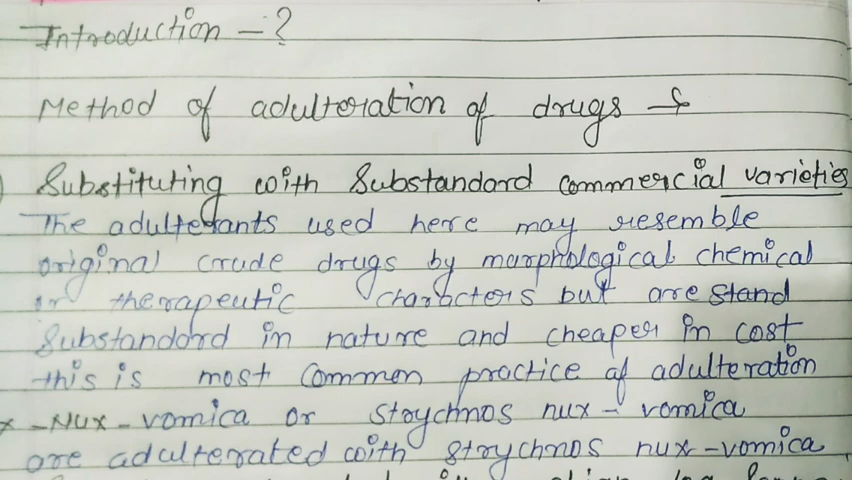 Introduction - ?
Method of adulteration of drugs
) Substituting with Substandard commercial varieties
The adulterants used here may resemble
original crude drugs by morphological chemical
or therapeutic characters but are stand
Substandard in nature and cheaper in cost
this is most common practice of adulteration
x - Nux - vomica or stoychnos nux - vomica
are adulterated with strychnos nux - vomica.